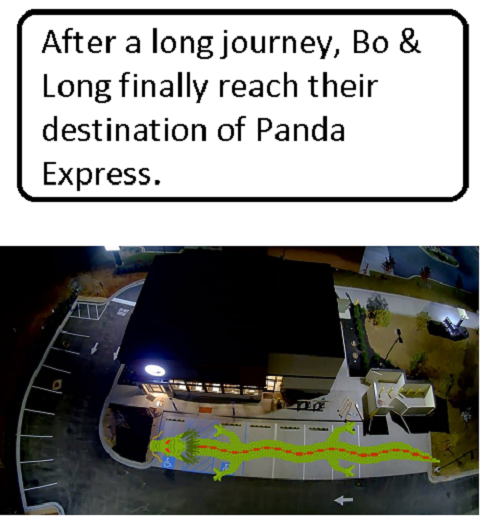 After a long journey, Bo &
Long finally reach their
destination of Panda
Express.